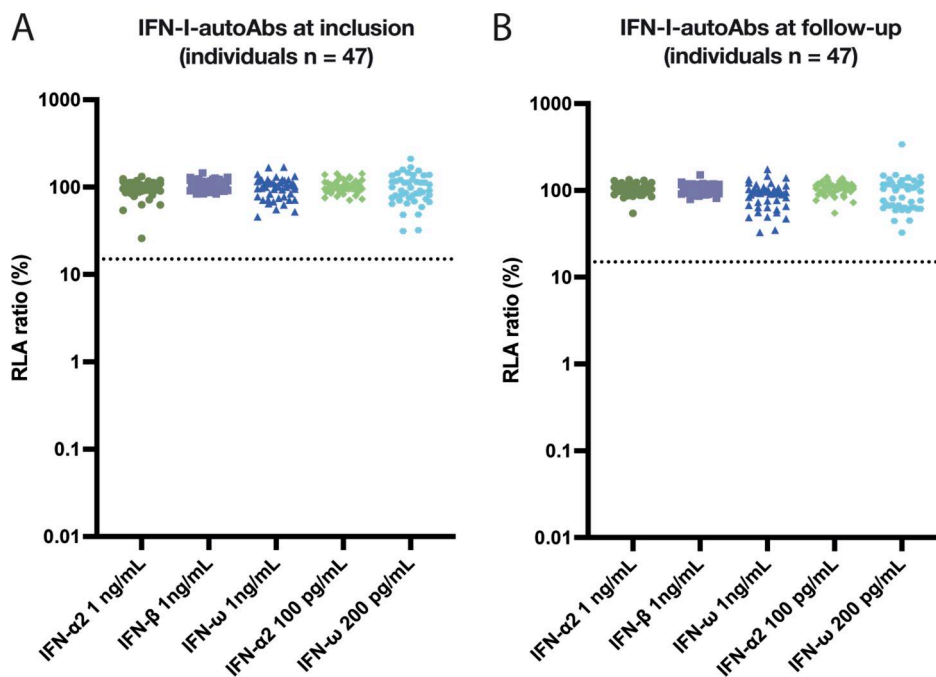 A
IFN-I-autoAbs at inclusion
(individuals n = 47)
RLA ratio (%)
1000
100
10
1
0.1
0.01
IFN-α2 1 ng/mL
IFN-β 1ng/mL
IFN-ω 1ng/mL
IFN-α2 100 pg/mL
IFN-ω 200 pg/mL
B
IFN-I-autoAbs at follow-up
(individuals n = 47)
RLA ratio (%)
1000
100
10
1
0.1
0.01
IFN-α2 1 ng/mL
IFN-β 1ng/mL
IFN-ω 1ng/mL
IFN-α2 100 pg/mL
IFN-ω 200 pg/mL